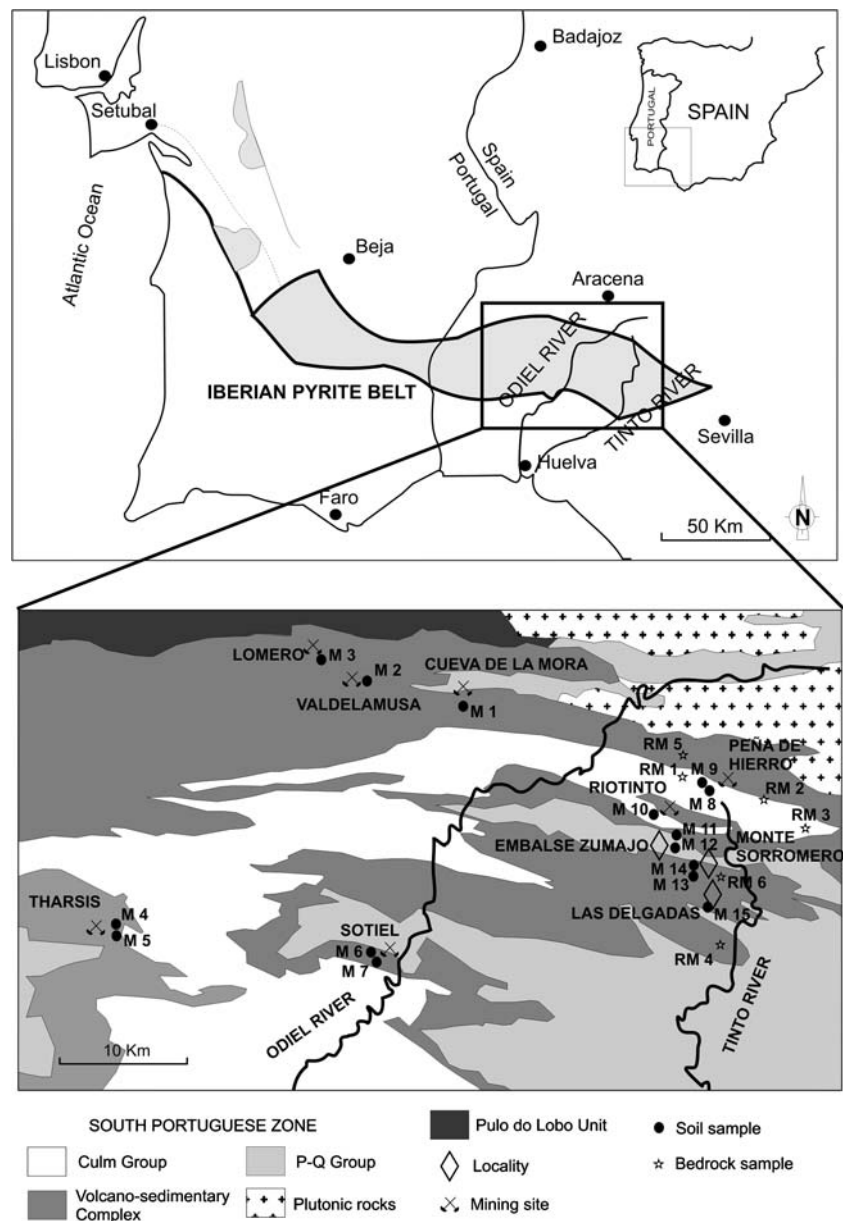 Badajoz
Lisbon
Setubal
SPAIN
PORTUGAL
Spain
Portugal
Atlantic Ocean
Beja
Aracena
ODIEL RIVER
IBERIAN PYRITE BELT
TINTO RIVER
Sevilla
Huelva
Faro
50 Km
N
LOMERO
M 3
M 2
CUEVA DE LA MORA
VALDELAMUSA
M 1
RM 5
PEÑA DE
HIERRO
RM 1
M 9
RIOTINTO
RM 2
M 8
M 10
RM 3
M 11
MONTE
SORROMERO
EMBALSE ZUMAJO
M 12
M 14
M 13
RM 6
THARSIS
M 4
M 5
LAS DELGADAS
M 15
SOTIEL
M 6
M 7
RM 4
ODIEL RIVER
TINTO RIVER
10 Km
SOUTH PORTUGUESE ZONE
Pulo do Lobo Unit
Soil sample
Culm Group
P-Q Group
Locality
Bedrock sample
Volcano-sedimentary
Complex
Plutonic rocks
Mining site